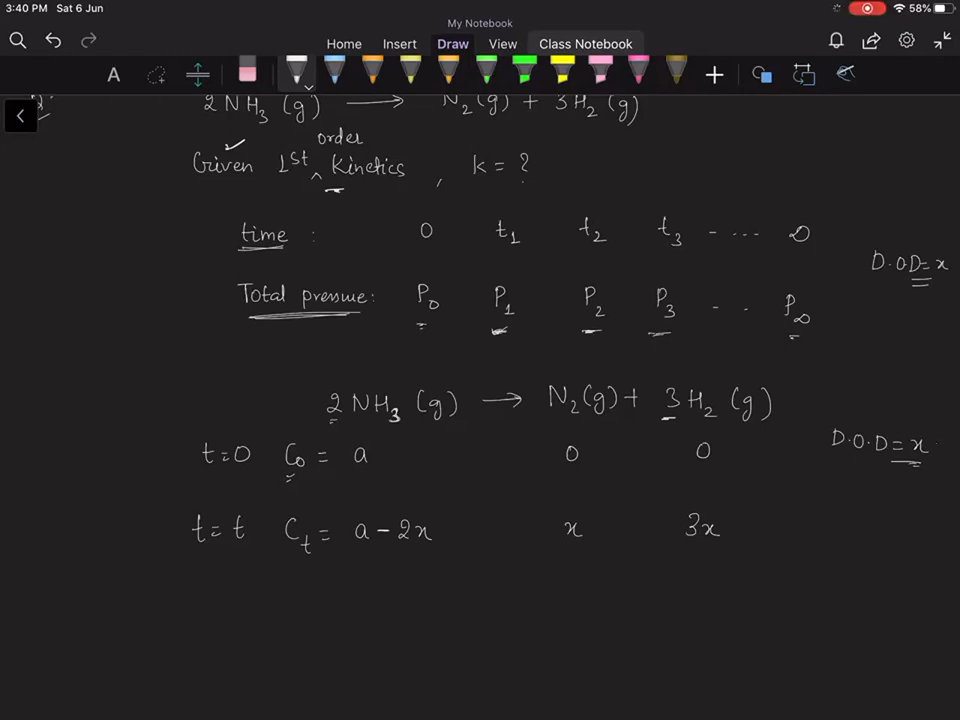 3:40 PM Sat 6 Jun
58%
My Notebook
Home Insert Draw View Class Notebook
A
2 NH3 (g) → N2(g) + 3H2(g)
order
Given 1st ^ Kinetics , k = ?
time : 0 t1 t2 t3 - ... ∞
D.OD = x
Total pressure: P0 P1 P2 P3 - .. P∞
2 NH3 (g) → N2(g) + 3H2 (g)
D.O.D = x
t=0 C0 = a 0 0
t= t Ct = a - 2x x 3x